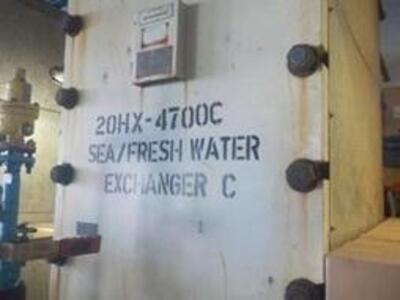 20HX-4700C
SEA/FRESH WATER
EXCHANGER C